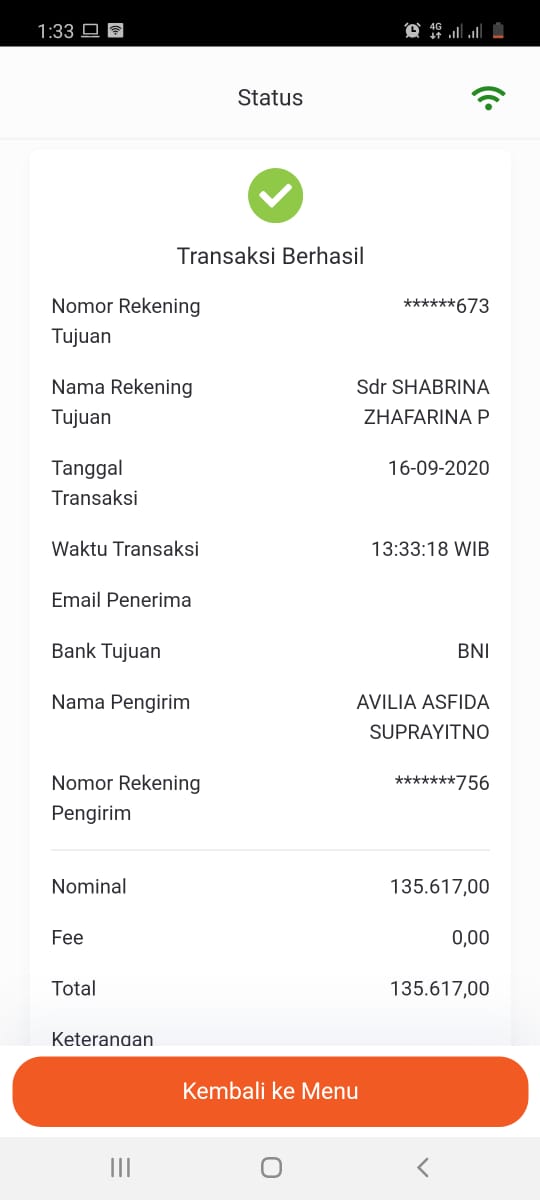 1:33
4G
Status
Transaksi Berhasil
Nomor Rekening Tujuan
******673
Nama Rekening Tujuan
Sdr SHABRINA ZHAFARINA P
Tanggal Transaksi
16-09-2020
Waktu Transaksi
13:33:18 WIB
Email Penerima
Bank Tujuan
BNI
Nama Pengirim
AVILIA ASFIDA SUPRAYITNO
Nomor Rekening Pengirim
*******756
Nominal
135.617,00
Fee
0,00
Total
135.617,00
Keterangan
Kembali ke Menu